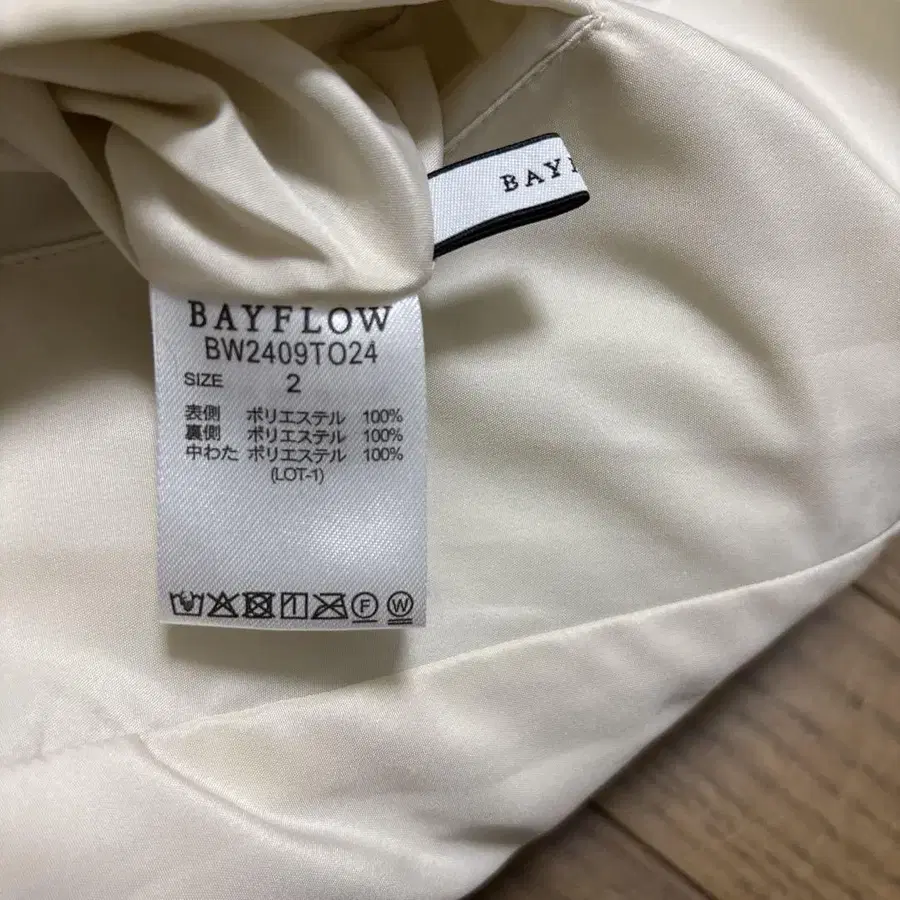 BAY
BAYFLOW
BW2409TO24
SIZE 2
表側 ポリエステル 100%
裏側 ポリエステル 100%
中わた ポリエステル 100%
(LOT-1)
F W